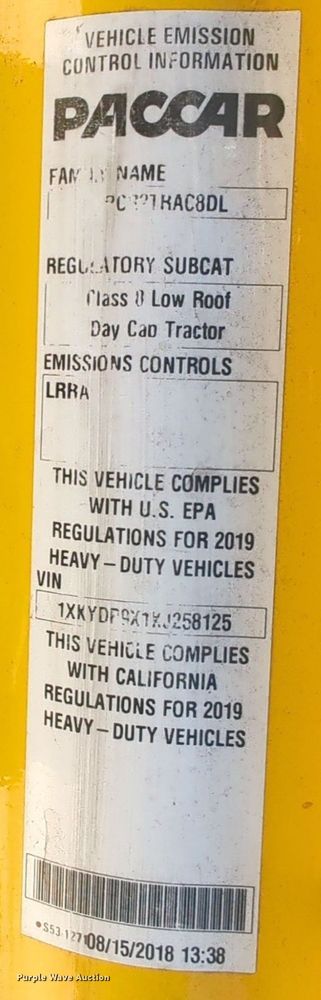 VEHICLE EMISSION
CONTROL INFORMATION
PACCAR
FAMILY NAME
REGULATORY SUBCAT
Class 8 Low Roof
Day Cab Tractor
EMISSIONS CONTROLS
LRRA
THIS VEHICLE COMPLIES
WITH U.S. EPA
REGULATIONS FOR 2019
HEAVY-DUTY VEHICLES
VIN
THIS VEHICLE COMPLIES
WITH CALIFORNIA
REGULATIONS FOR 2019
HEAVY-DUTY VEHICLES
08/15/2018 13:38
Purple Wave Auction